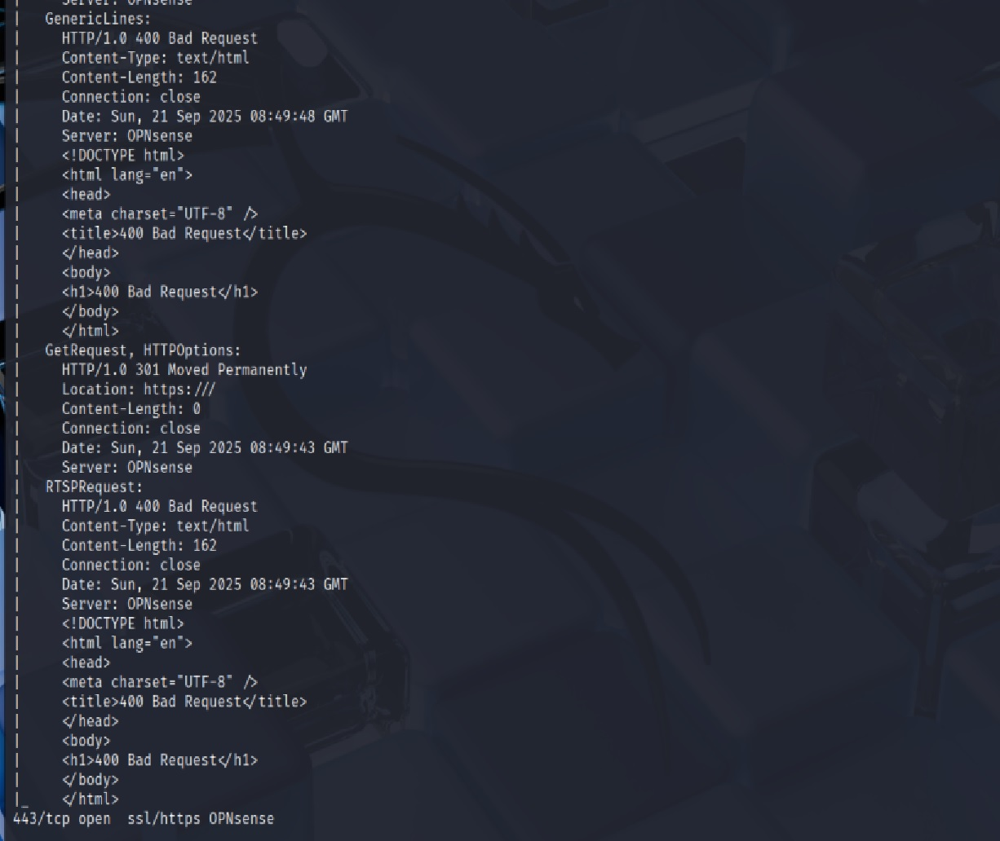 |     Server: OPNsense
|   GenericLines:
|     HTTP/1.0 400 Bad Request
|     Content-Type: text/html
|     Content-Length: 162
|     Connection: close
|     Date: Sun, 21 Sep 2025 08:49:48 GMT
|     Server: OPNsense
|     <!DOCTYPE html>
|     <html lang="en">
|     <head>
|     <meta charset="UTF-8" />
|     <title>400 Bad Request</title>
|     </head>
|     <body>
|     <h1>400 Bad Request</h1>
|     </body>
|     </html>
|   GetRequest, HTTPOptions:
|     HTTP/1.0 301 Moved Permanently
|     Location: https:///
|     Content-Length: 0
|     Connection: close
|     Date: Sun, 21 Sep 2025 08:49:43 GMT
|     Server: OPNsense
|   RTSPRequest:
|     HTTP/1.0 400 Bad Request
|     Content-Type: text/html
|     Content-Length: 162
|     Connection: close
|     Date: Sun, 21 Sep 2025 08:49:43 GMT
|     Server: OPNsense
|     <!DOCTYPE html>
|     <html lang="en">
|     <head>
|     <meta charset="UTF-8" />
|     <title>400 Bad Request</title>
|     </head>
|     <body>
|     <h1>400 Bad Request</h1>
|     </body>
|_    </html>
443/tcp open  ssl/https OPNsense